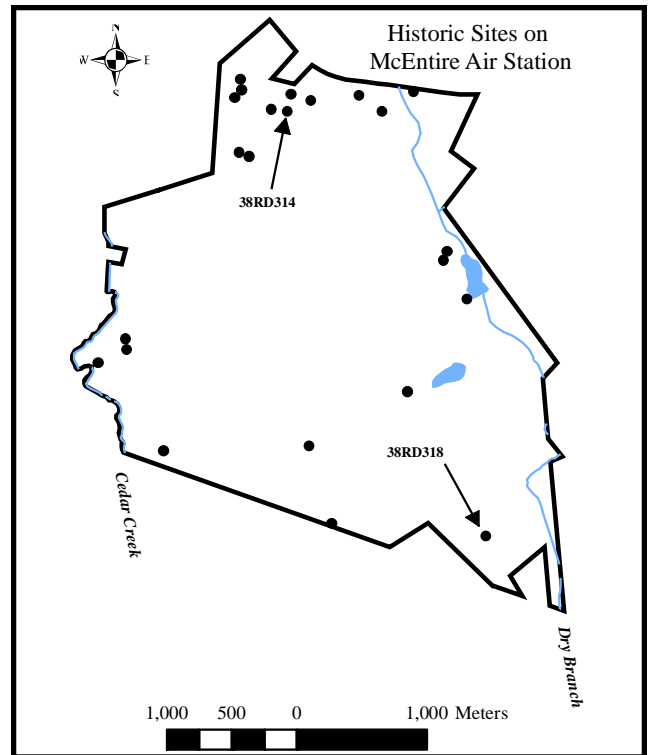 Historic Sites on
McEntire Air Station
N
W E
S
38RD314
38RD318
Cedar Creek
Dry Branch
1,000 500 0 1,000 Meters